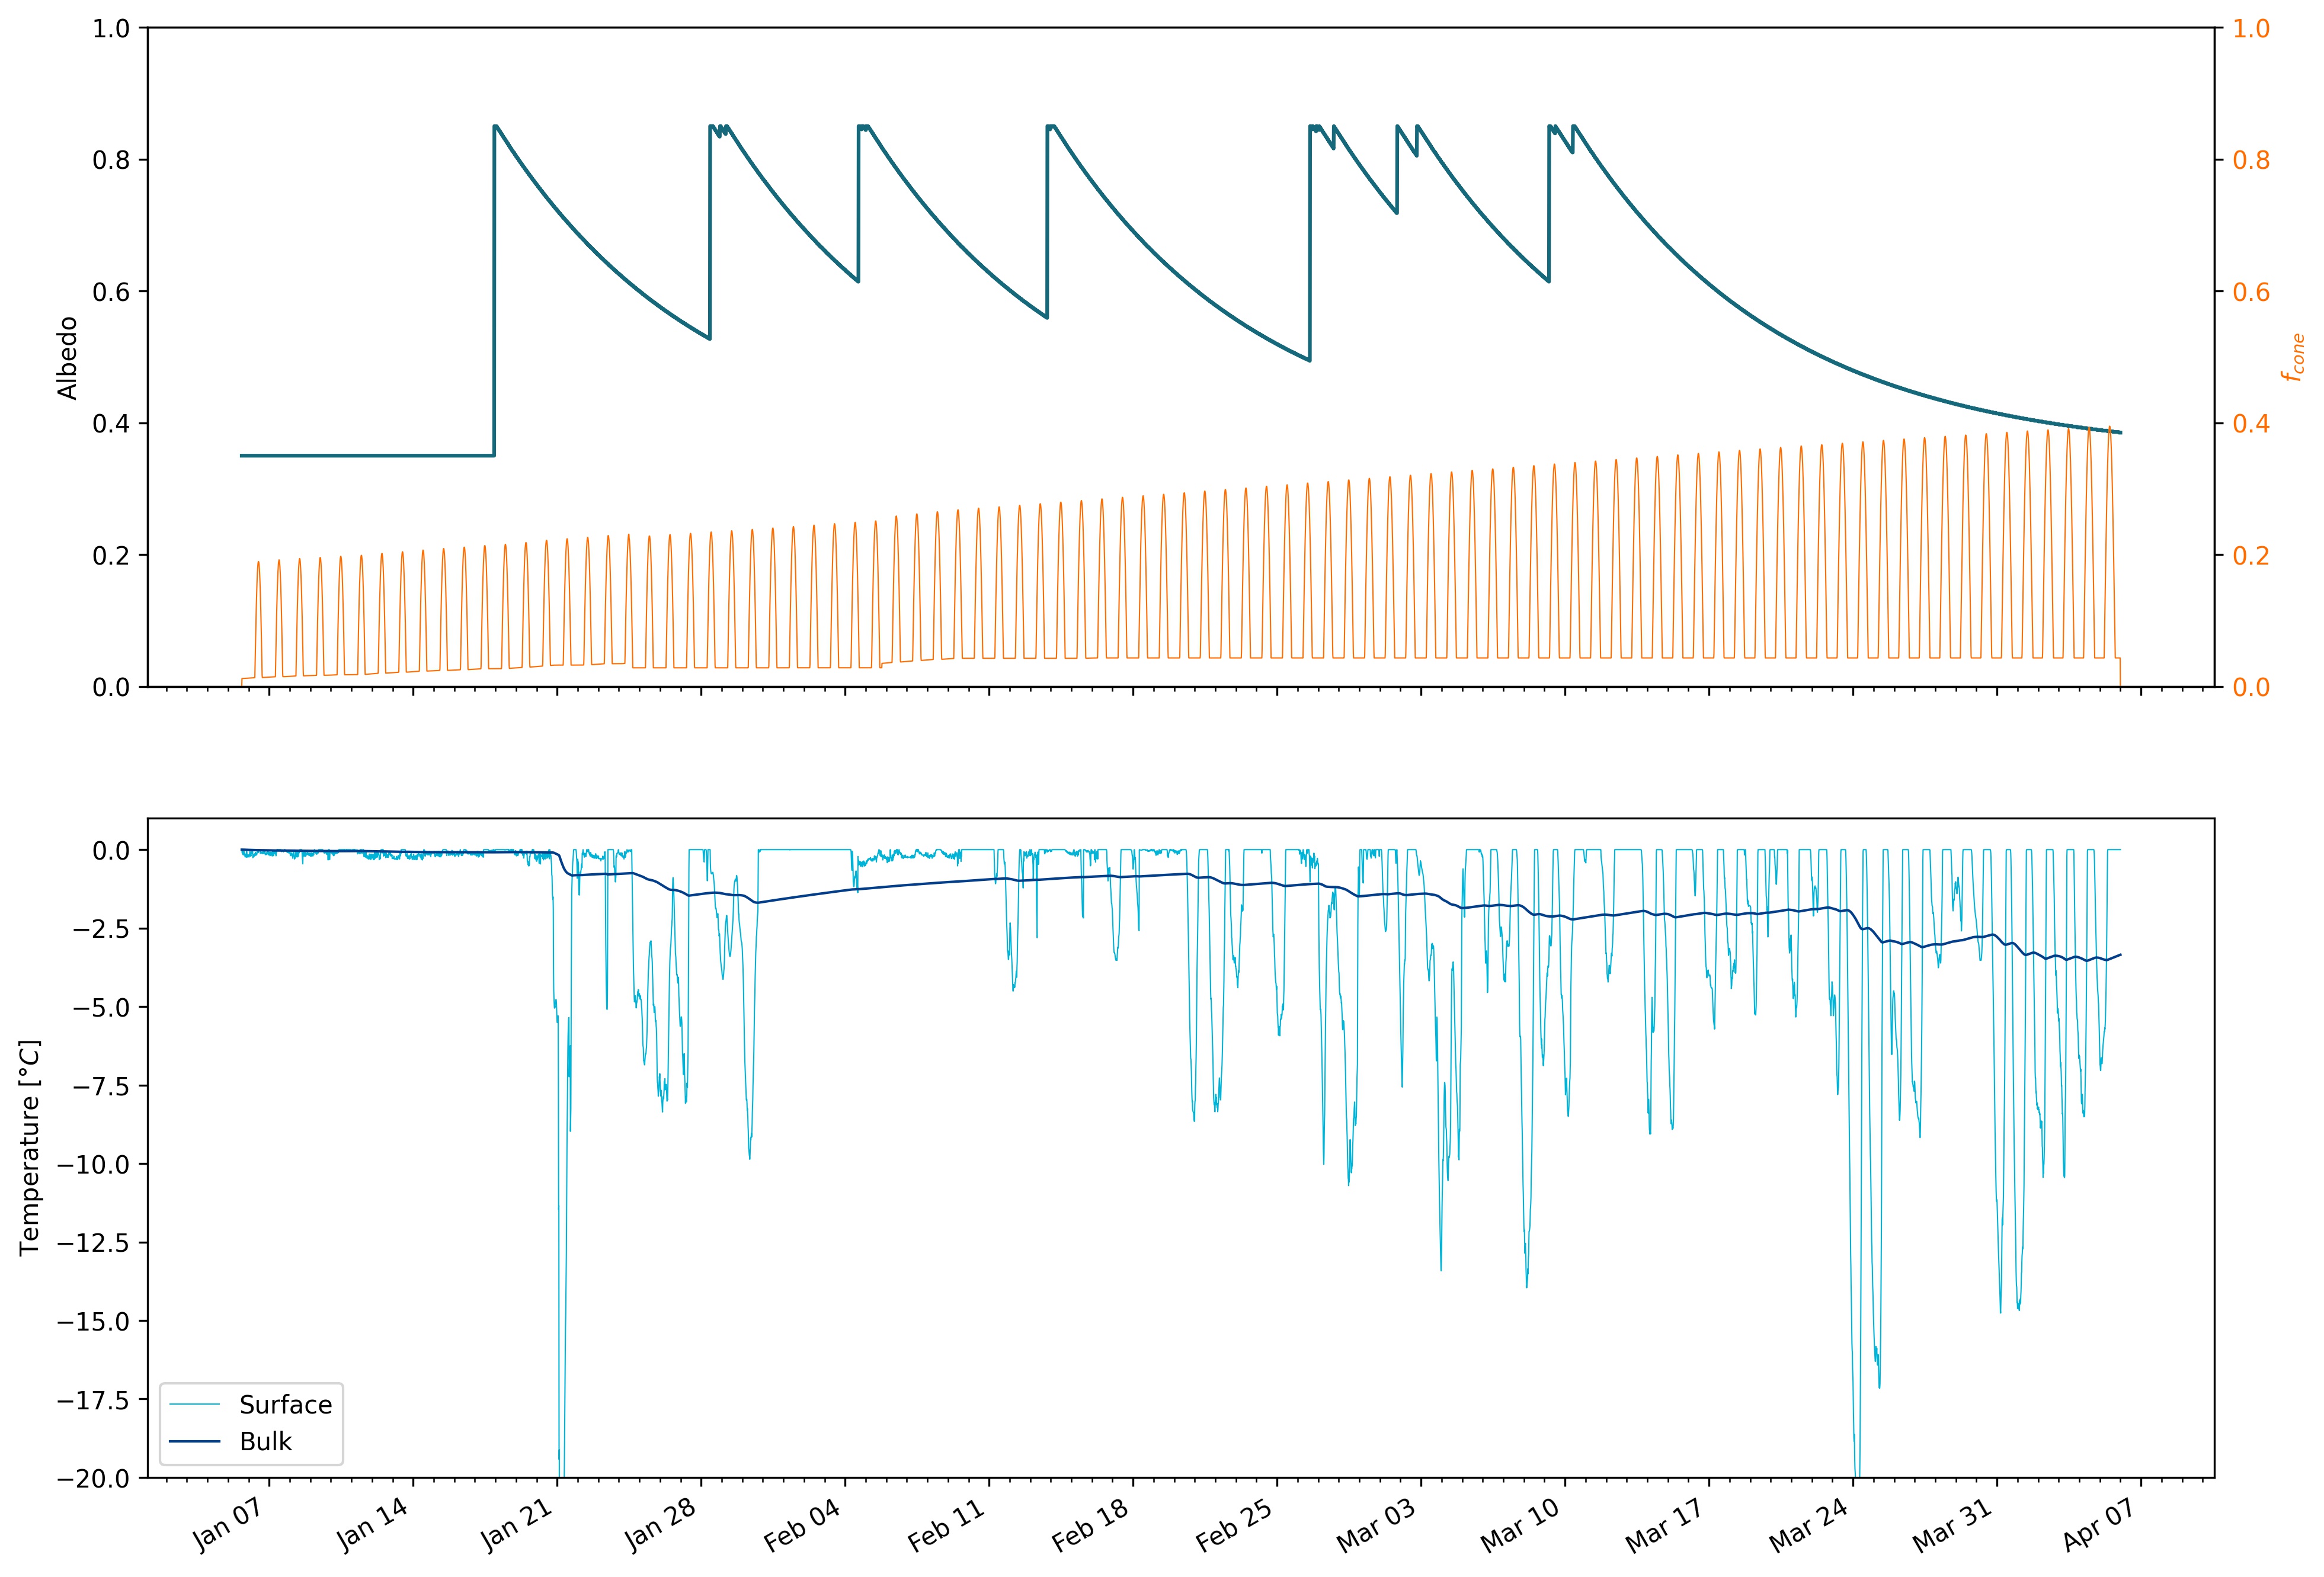 1.0
0.8
0.6
0.4
0.2
0.0
Albedo
1.0
0.8
0.6
0.4
0.2
0.0
f_cone
0.0
−2.5
−5.0
−7.5
−10.0
−12.5
−15.0
−17.5
−20.0
Temperature [°C]
Surface
Bulk
Jan 07
Jan 14
Jan 21
Jan 28
Feb 04
Feb 11
Feb 18
Feb 25
Mar 03
Mar 10
Mar 17
Mar 24
Mar 31
Apr 07